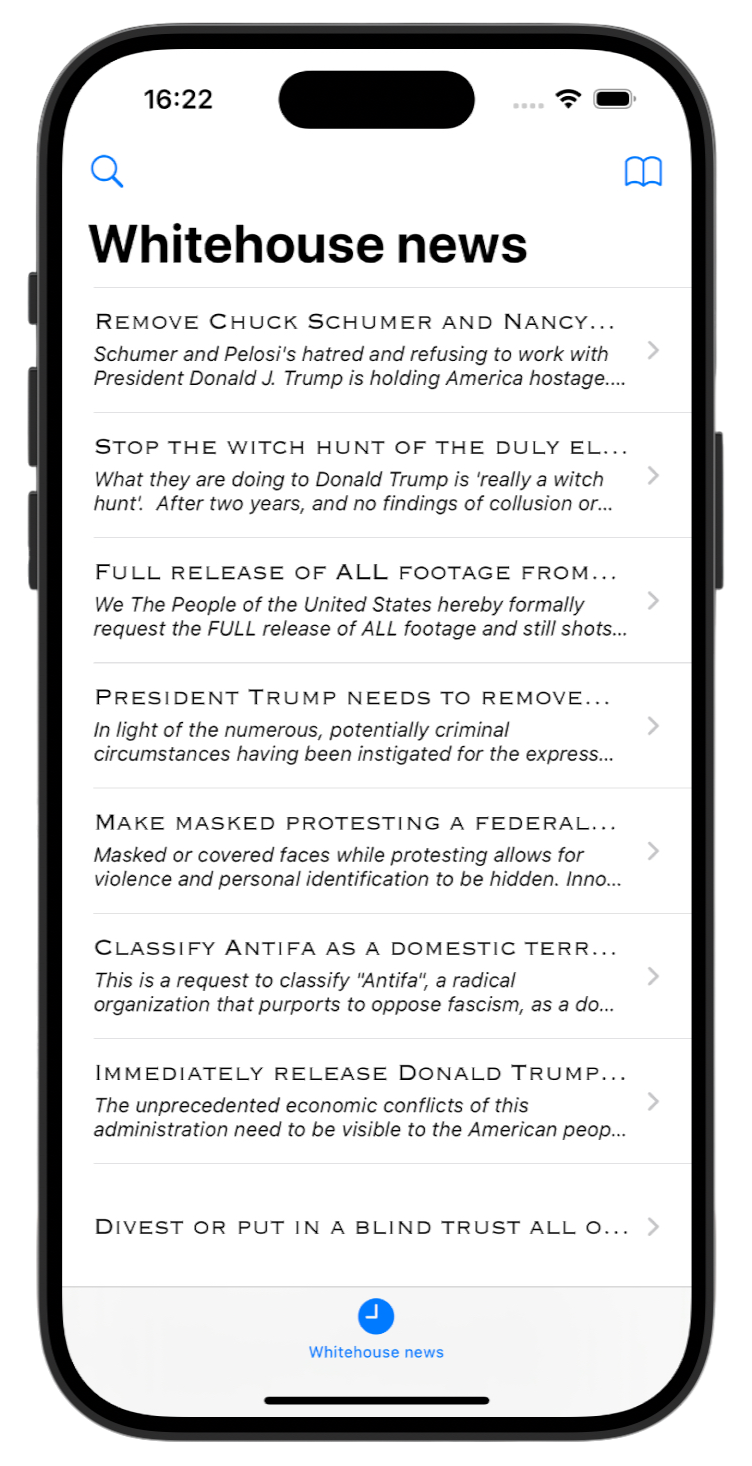 16:22
Whitehouse news
Remove Chuck Schumer and Nancy...
Schumer and Pelosi's hatred and refusing to work with
President Donald J. Trump is holding America hostage....
Stop the witch hunt of the duly el...
What they are doing to Donald Trump is 'really a witch
hunt'.  After two years, and no findings of collusion or...
Full release of ALL footage from...
We The People of the United States hereby formally
request the FULL release of ALL footage and still shots...
President Trump needs to remove...
In light of the numerous, potentially criminal
circumstances having been instigated for the express...
Make masked protesting a federal...
Masked or covered faces while protesting allows for
violence and personal identification to be hidden. Inno...
Classify Antifa as a domestic terr...
This is a request to classify "Antifa", a radical
organization that purports to oppose fascism, as a do...
Immediately release Donald Trump...
The unprecedented economic conflicts of this
administration need to be visible to the American peop...
Divest or put in a blind trust all o...
Whitehouse news